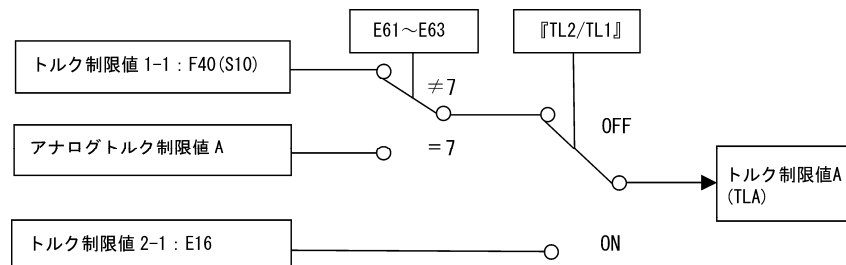 E61～E63
『TL2/TL1』
トルク制限値 1-1：F40(S10)
≠7
アナログトルク制限値 A
＝7
OFF
トルク制限値A
(TLA)
トルク制限値 2-1：E16
ON